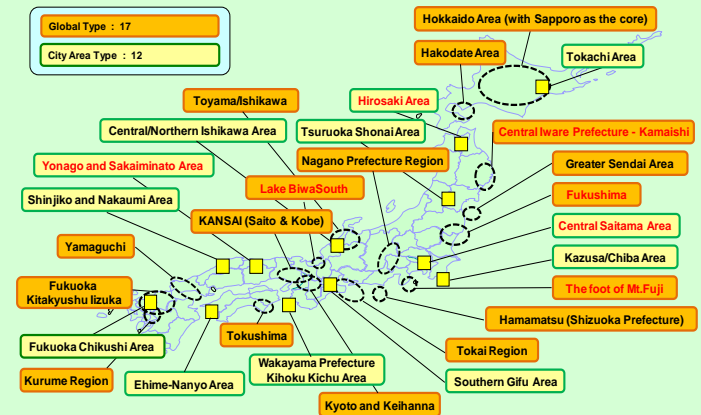 Global Type : 17
City Area Type : 12
Hokkaido Area (with Sapporo as the core)
Hakodate Area
Tokachi Area
Toyama/Ishikawa
Hirosaki Area
Central/Northern Ishikawa Area
Tsuruoka Shonai Area
Central Iware Prefecture - Kamaishi
Yonago and Sakaiminato Area
Nagano Prefecture Region
Greater Sendai Area
Lake BiwaSouth
Fukushima
Shinjiko and Nakaumi Area
KANSAI (Saito & Kobe)
Central Saitama Area
Yamaguchi
Kazusa/Chiba Area
Fukuoka
Kitakyushu Iizuka
The foot of Mt.Fuji
Hamamatsu (Shizuoka Prefecture)
Fukuoka Chikushi Area
Tokushima
Tokai Region
Kurume Region
Ehime-Nanyo Area
Wakayama Prefecture
Kihoku Kichu Area
Southern Gifu Area
Kyoto and Keihanna